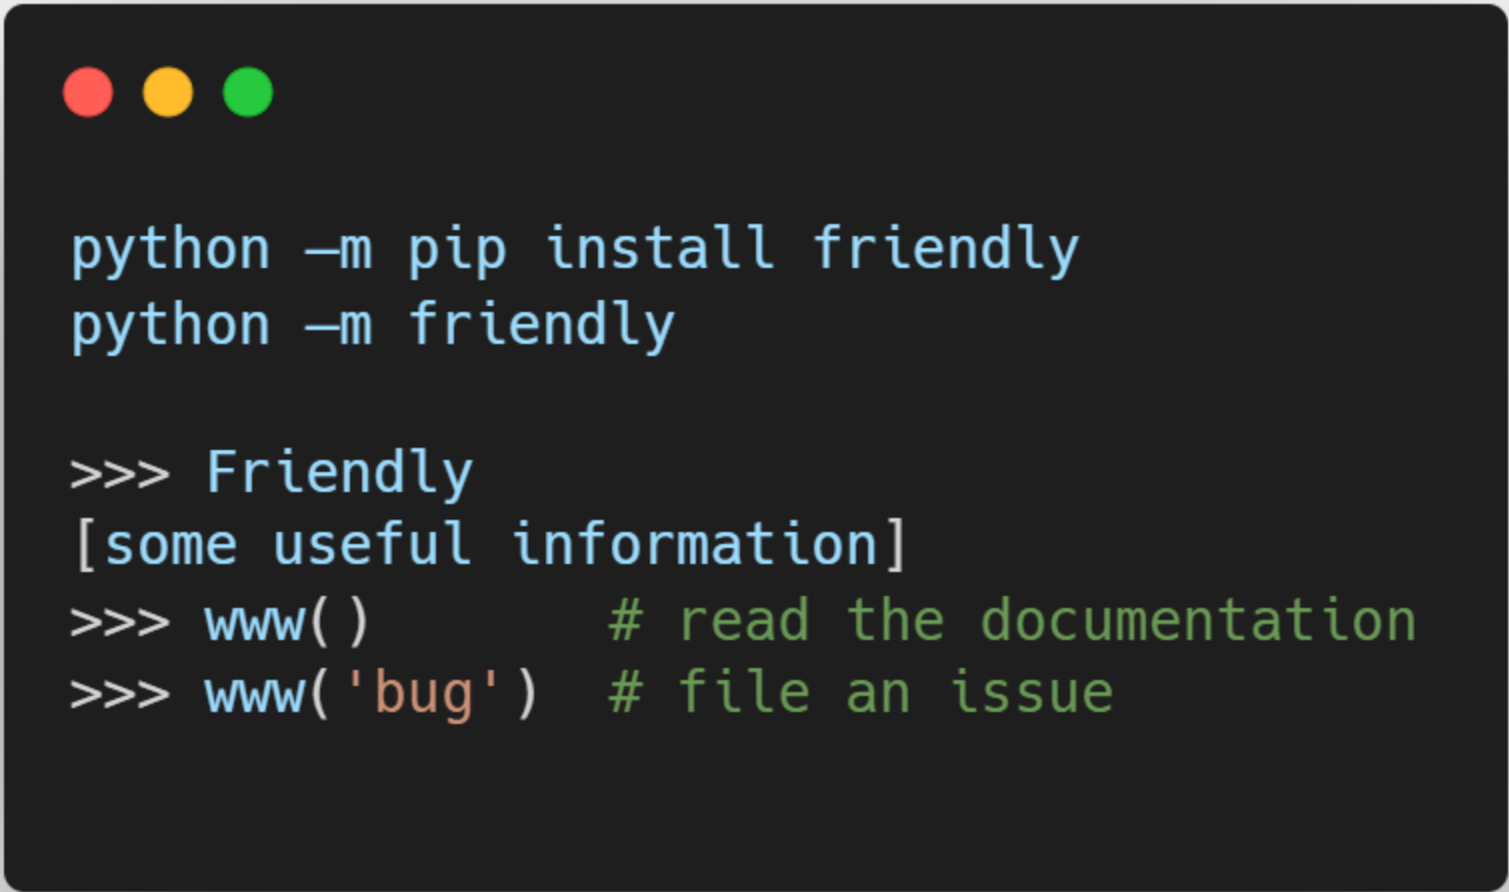 python –m pip install friendly
python –m friendly
>>> Friendly
[some useful information]
>>> www()       # read the documentation
>>> www('bug')  # file an issue